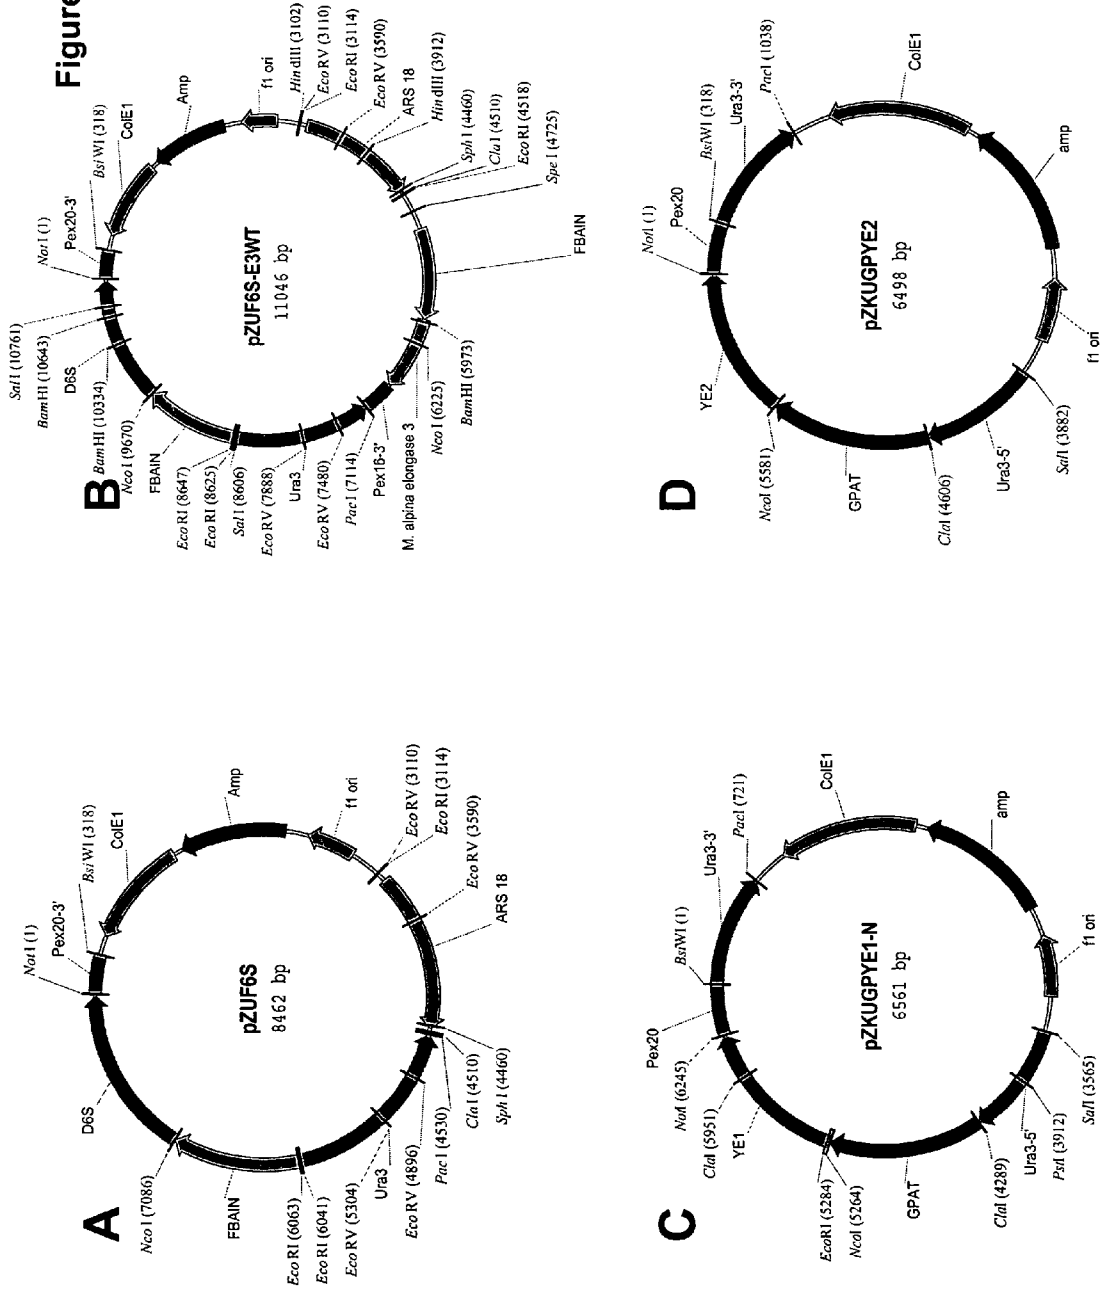 Figure
A
Not I (1)
Pex20-3'
BsiWI (318)
ColE1
Amp
f1 ori
EcoRV (3110)
EcoRI (3114)
EcoRV (3590)
ARS 18
SphI (4460)
ClaI (4510)
PacI (4530)
EcoRV (4896)
Ura3
EcoRV (5304)
EcoRI (6041)
EcoRI (6063)
FBAIN
NcoI (7086)
D6S
pZUF6S
8462 bp
B
NotI (1)
Pex20-3'
BsiWI (318)
ColE1
Amp
f1 ori
HindIII (3102)
EcoRV (3110)
EcoRI (3114)
EcoRV (3590)
ARS 18
HindIII (3912)
SphI (4460)
ClaI (4510)
EcoRI (4518)
SpeI (4725)
FBAIN
BamHI (5973)
NcoI (6225)
M. alpina elongase 3
Pex16-3'
PacI (7114)
EcoRV (7480)
Ura3
EcoRV (7888)
SalI (8606)
EcoRI (8625)
EcoRI (8647)
FBAIN
NcoI (9670)
BamHI (10334)
D6S
BamHI (10643)
SalI (10761)
pZUF6S-E3WT
11046 bp
C
BsiWI (1)
Ura3-3'
PacI (721)
ColE1
amp
f1 ori
SalI (3565)
PstI (3912)
Ura3-5'
ClaI (4289)
GPAT
NcoI (5264)
EcoRI (5284)
YE1
ClaI (5951)
NotI (6245)
Pex20
pZKUGPYE1-N
6561 bp
D
NotI (1)
Pex20
BsiWI (318)
Ura3-3'
PacI (1038)
ColE1
amp
f1 ori
SalI (3882)
Ura3-5'
ClaI (4606)
GPAT
NcoI (5581)
YE2
pZKUGPYE2
6498 bp